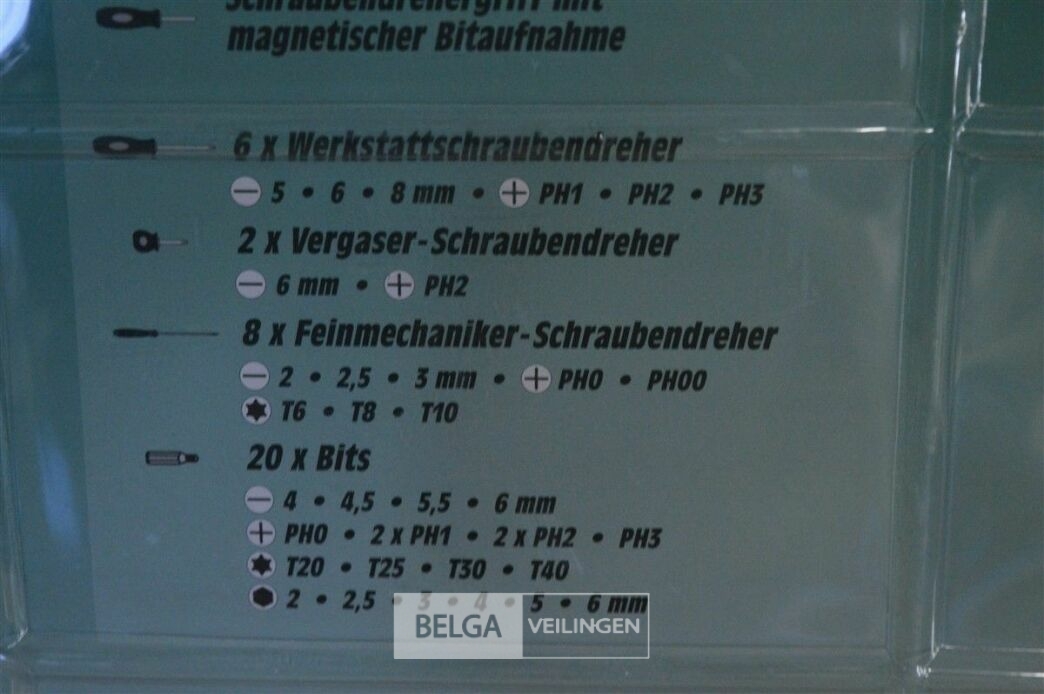 Schraubendrehergriff mit
magnetischer Bitaufnahme
6 x Werkstattschraubendreher
5 • 6 • 8 mm • PH1 • PH2 • PH3
2 x Vergaser-Schraubendreher
6 mm • PH2
8 x Feinmechaniker-Schraubendreher
2 • 2,5 • 3 mm • PH0 • PH00
T6 • T8 • T10
20 x Bits
4 • 4,5 • 5,5 • 6 mm
PH0 • 2 x PH1 • 2 x PH2 • PH3
T20 • T25 • T30 • T40
2 • 2,5 • 3 • 4 • 5 • 6 mm
BELGA VEILINGEN